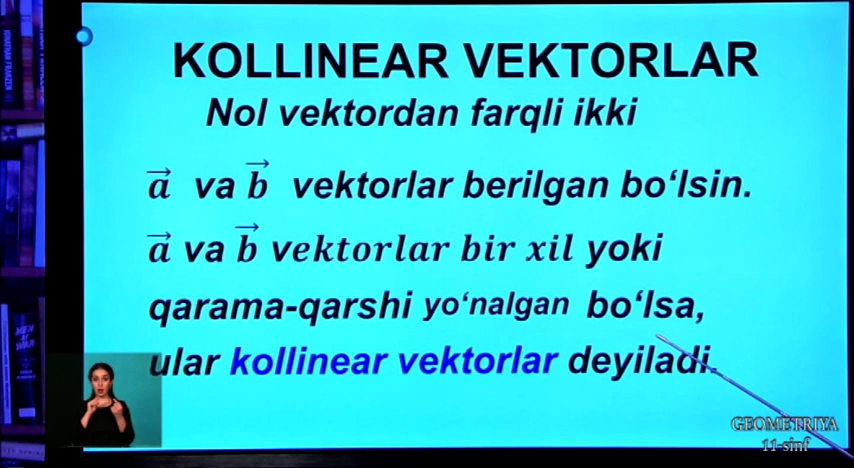 KOLLINEAR VEKTORLAR
Nol vektordan farqli ikki
a⃗ va b⃗ vektorlar berilgan bo‘lsin.
a⃗ va b⃗ vektorlar bir xil yoki
qarama-qarshi yo‘nalgan bo‘lsa,
ular kollinear vektorlar deyiladi.
GEOMETRIYA
11-sinf